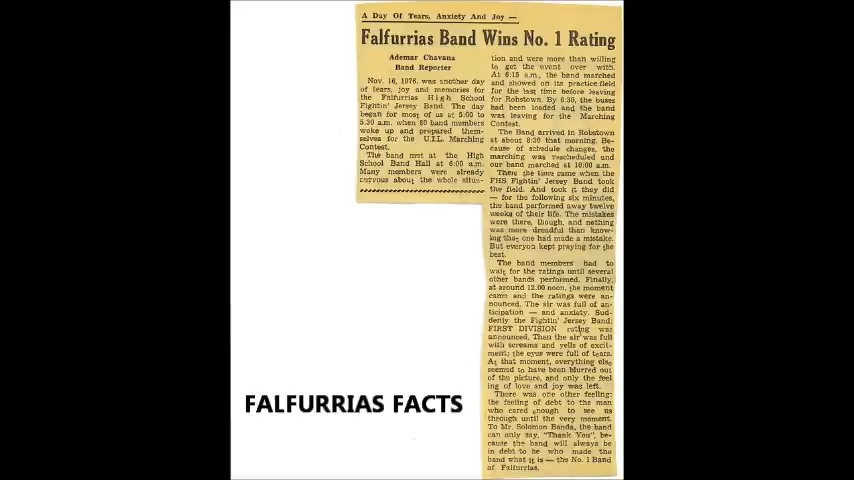 A Day Of Tears, Anxiety And Joy —
Falfurrias Band Wins No. 1 Rating
Ademar Chavana
Band Reporter
Nov. 16, 1976, was another day
of tears, joy and memories for
the Falfurrias High School
Fightin' Jersey Band. The day
began for most of us at 5:00 to
5:30 a.m. when 80 band members
woke up and prepared them-
selves for the U.I.L. Marching
Contest.
The band met at the High
School Band Hall at 6:00 am.
Many members were already
nervous about the whole situa-
tion and were more than willing
to get the event over with.
At 6:15 a.m., the band marched
and showed on its practice field
for the last time before leaving
for Robstown. By 6:30, the buses
had been loaded and the band
was leaving for the Marching
Contest.
The Band arrived in Robstown
at about 8:30 that morning. Be-
cause of schedule changes, the
marching was rescheduled and
our band marched at 10:00 a.m.
Then the time came when the
FHS Fightin' Jersey Band took
the field. And took it they did
— for the following six minutes,
the band performed away twelve
weeks of their life. The mistakes
were there, though, and nothing
was more dreadful than know-
ing that one had made a mistake.
But everyon kept praying for the
best.
The band members had to
wait for the ratings until several
other bands performed. Finally,
at around 12.00 noon, the moment
came and the ratings were an-
nounced. The air was full of an-
ticipation — and anxiety. Sud-
denly the Fightin' Jersey Band;
FIRST DIVISION rating was
announced. Then the air was full
with screams and yells of excit-
ment; the eyes were full of tears.
At that moment, everything else
seemed to have been blurred out
of the picture, and only the feel
ing of love and joy was left.
There was one other feeling:
the feeling of debt to the man
who cared enough to see us
through until the very moment.
To Mr. Solomon Banda, the band
can only say, "Thank You", be-
cause the band will always be
in debt to he who made the
band what it is — the No. 1 Band
of Falfurrias.
FALFURRIAS FACTS